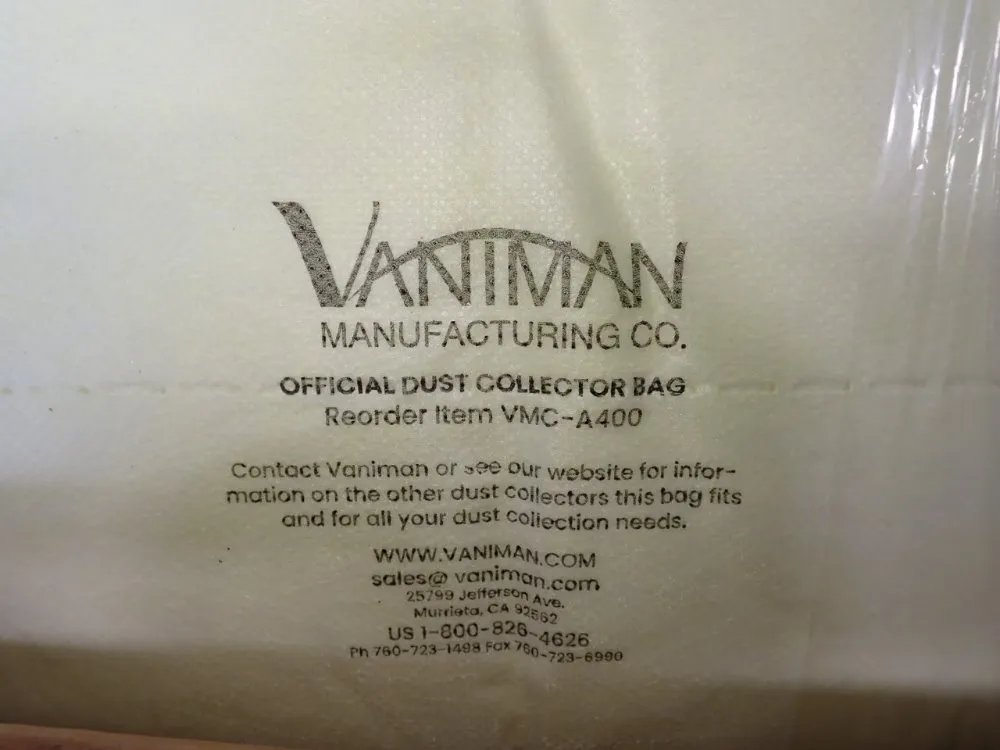 VANIMAN
MANUFACTURING CO.
OFFICIAL DUST COLLECTOR BAG
Reorder Item VMC-A400
Contact Vaniman or see our website for infor-
mation on the other dust collectors this bag fits
and for all your dust collection needs.
WWW.VANIMAN.COM
sales@ vaniman.com
25799 Jefferson Ave.
Murrieta, CA 92562
US 1-800-826-4626
Ph 760-723-1498 Fax 760-723-6990